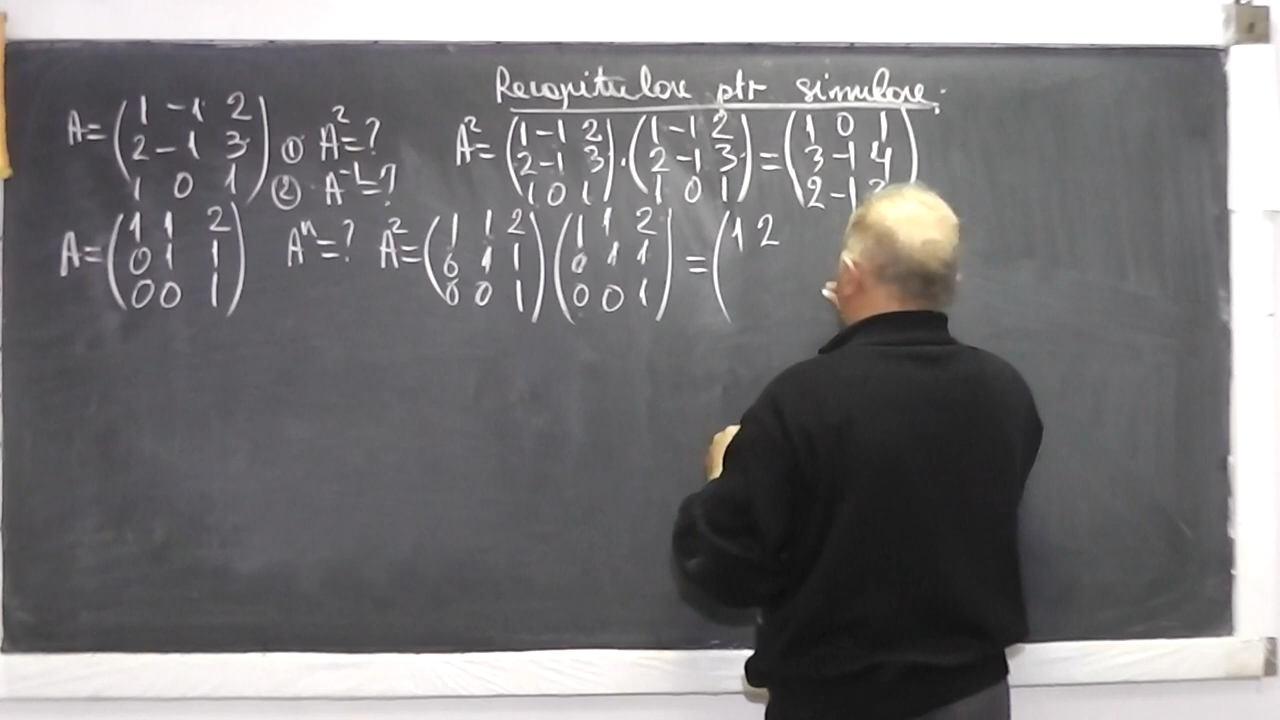 Recapitulare ptr simulare:
A = (1 -1 2 / 2 -1 3 / 1 0 1) ① A² = ? ② A⁻¹ = ? A² = (1 -1 2 / 2 -1 3 / 1 0 1) · (1 -1 2 / 2 -1 3 / 1 0 1) = (1 0 1 / 3 -1 4 / 2 -1
A = (1 1 2 / 0 1 1 / 0 0 1) Aⁿ = ? A² = (1 1 2 / 0 1 1 / 0 0 1) (1 1 2 / 0 1 1 / 0 0 1) = (1 2